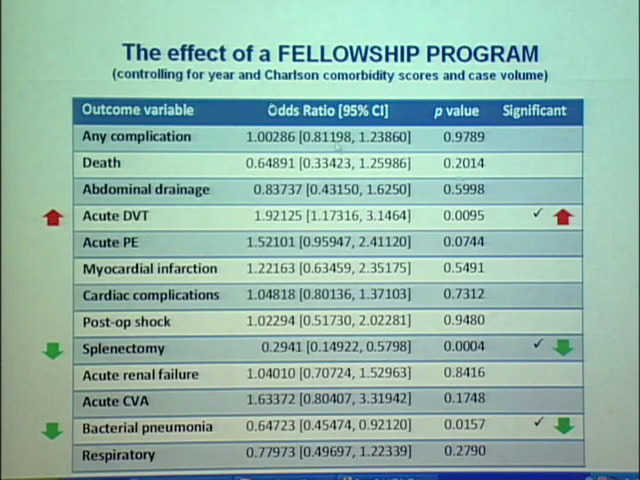 The effect of a FELLOWSHIP PROGRAM
(controlling for year and Charlson comorbidity scores and case volume)
Outcome variable Odds Ratio [95% CI] p value Significant
Any complication 1.00286 [0.81198, 1.23860] 0.9789
Death 0.64891 [0.33423, 1.25986] 0.2014
Abdominal drainage 0.83737 [0.43150, 1.6250] 0.5998
Acute DVT 1.92125 [1.17316, 3.1464] 0.0095 ✓
Acute PE 1.52101 [0.95947, 2.41120] 0.0744
Myocardial infarction 1.22163 [0.63459, 2.35175] 0.5491
Cardiac complications 1.04818 [0.80136, 1.37103] 0.7312
Post-op shock 1.02294 [0.51730, 2.02281] 0.9480
Splenectomy 0.2941 [0.14922, 0.5798] 0.0004 ✓
Acute renal failure 1.04010 [0.70724, 1.52963] 0.8416
Acute CVA 1.63372 [0.80407, 3.31942] 0.1748
Bacterial pneumonia 0.64723 [0.45474, 0.92120] 0.0157 ✓
Respiratory 0.77973 [0.49697, 1.22339] 0.2790